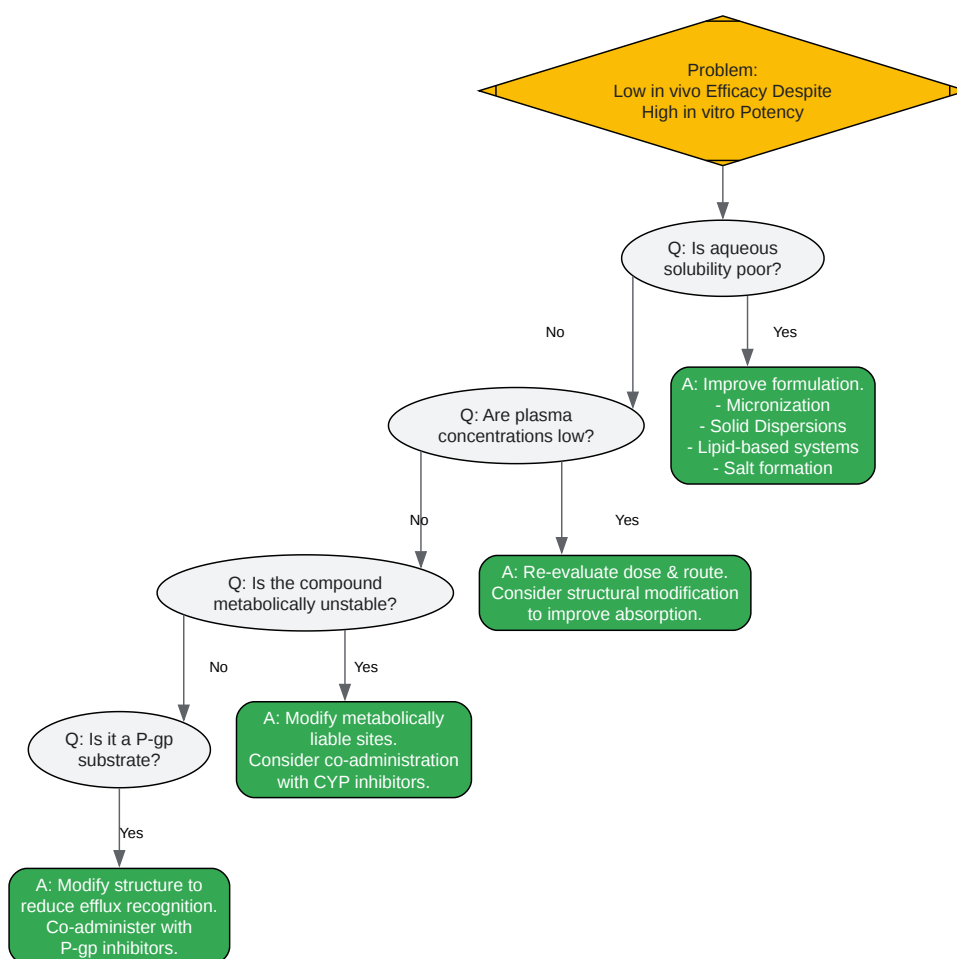 Problem:
Low in vivo Efficacy Despite
High in vitro Potency
Q: Is aqueous
solubility poor?
No
Yes
A: Improve formulation.
- Micronization
- Solid Dispersions
- Lipid-based systems
- Salt formation
Q: Are plasma
concentrations low?
No
Yes
A: Re-evaluate dose & route.
Consider structural modification
to improve absorption.
Q: Is the compound
metabolically unstable?
No
Yes
A: Modify metabolically
liable sites.
Consider co-administration
with CYP inhibitors.
Q: Is it a P-gp
substrate?
Yes
A: Modify structure to
reduce efflux recognition.
Co-administer with
P-gp inhibitors.